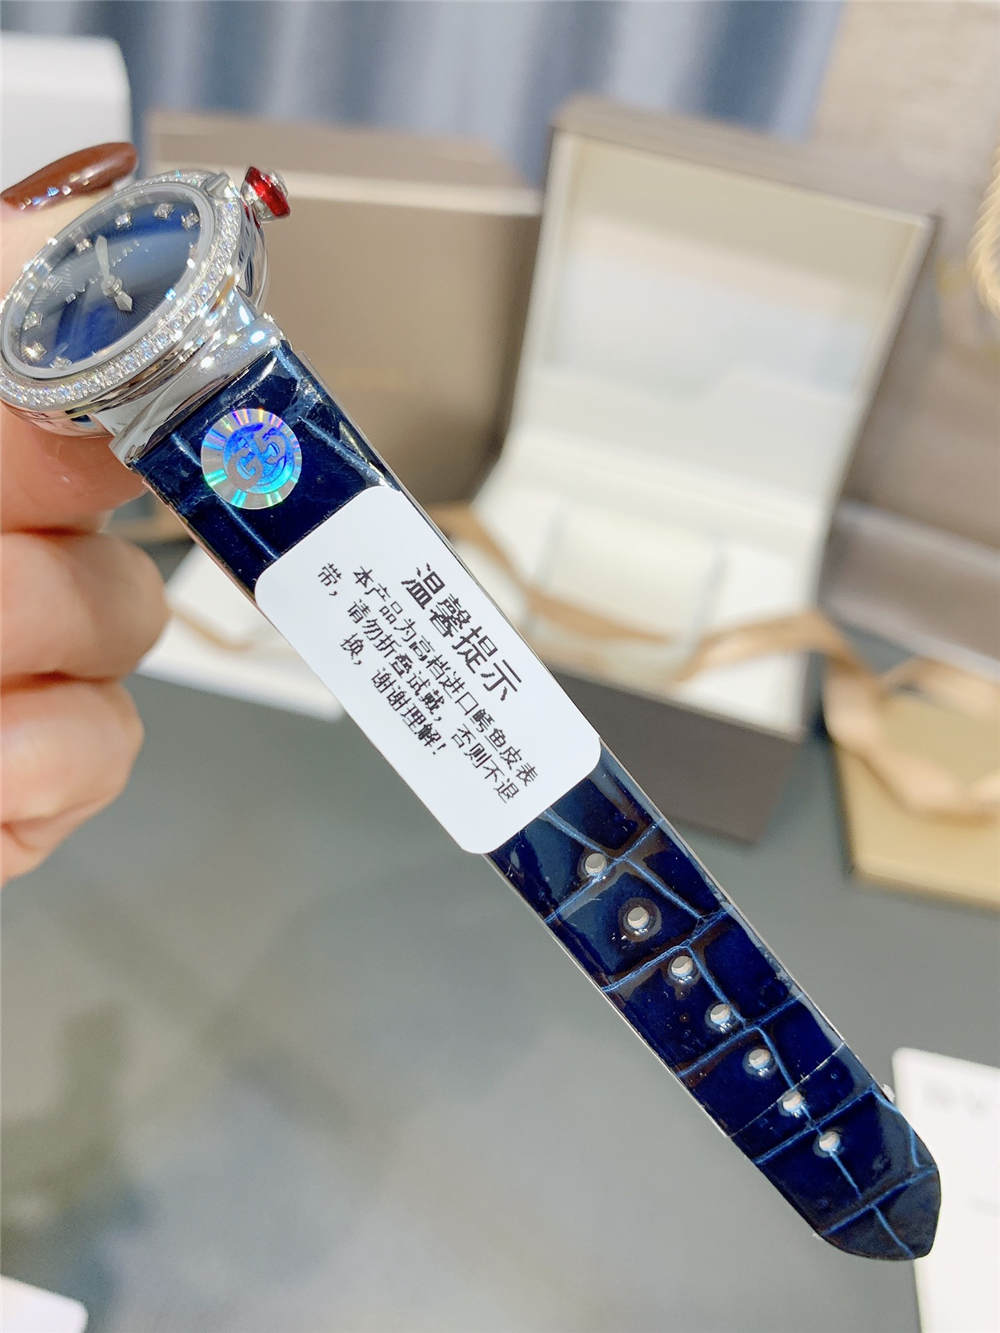 温馨提示
本产品为高档进口鳄鱼皮表
带，请勿折叠试戴，否则不退
换，谢谢理解！
GS